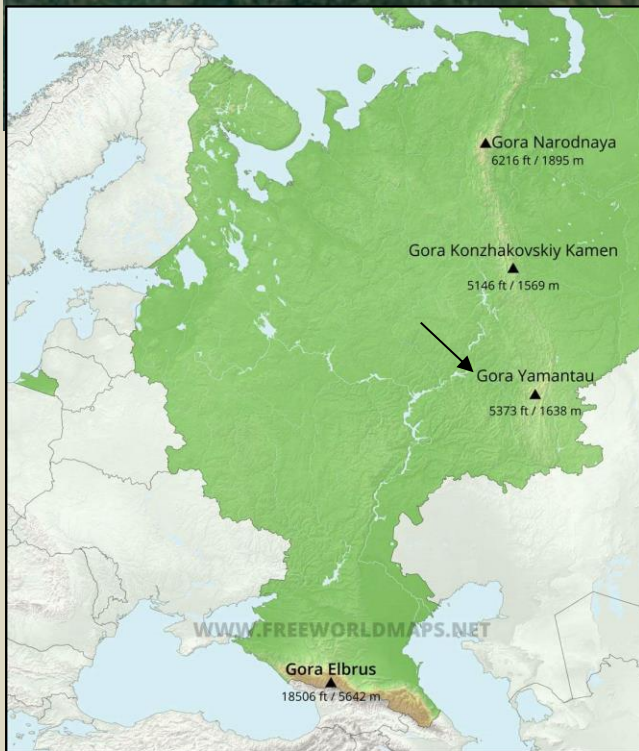 Gora Narodnaya
6216 ft / 1895 m
Gora Konzhakovskiy Kamen
5146 ft / 1569 m
Gora Yamantau
5373 ft / 1638 m
WWW.FREEWORLDMAPS.NET
Gora Elbrus
18506 ft / 5642 m